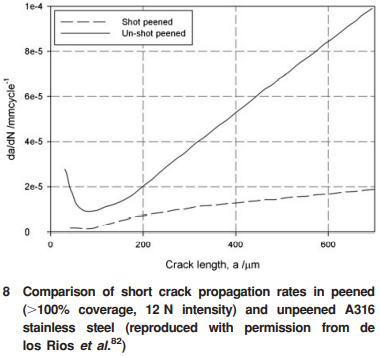 1e-4
Shot peened
Un-shot peened
8e-5
6e-5
4e-5
2e-5
0
da/dN /mmcycle-1
0 200 400 600
Crack length, a /μm
8 Comparison of short crack propagation rates in peened
(>100% coverage, 12 N intensity) and unpeened A316
stainless steel (reproduced with permission from de
los Rios et al.82)